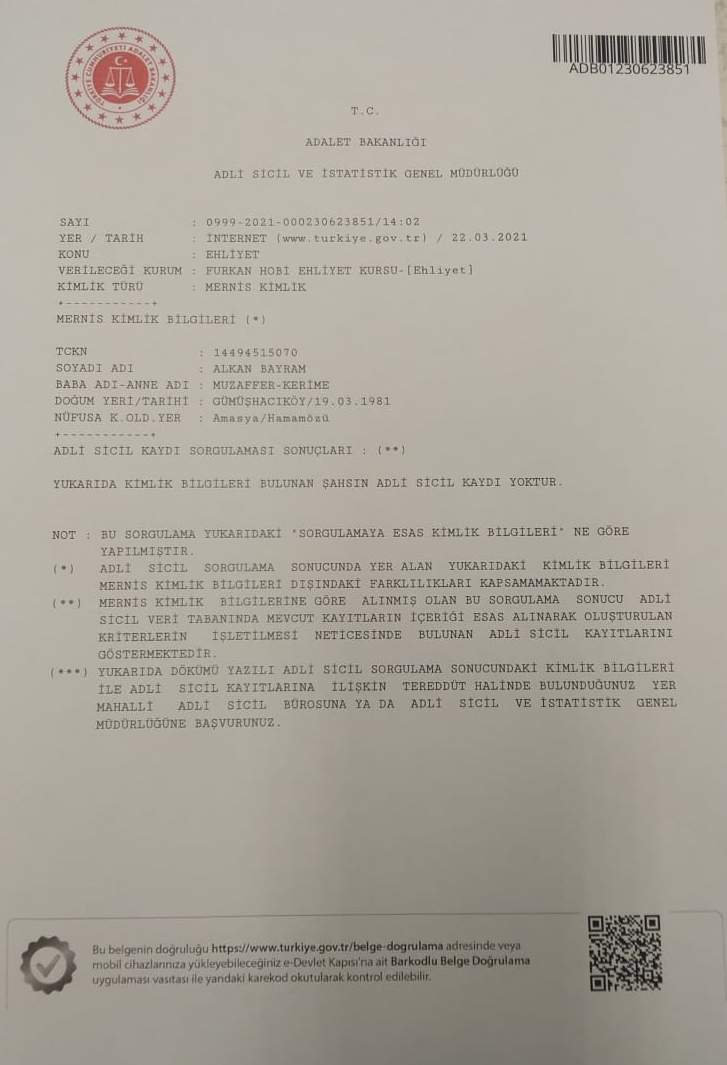 TÜRKİYE CUMHURİYETİ ADALET BAKANLIĞI
ADB01230623851
T.C.
ADALET BAKANLIĞI
ADLİ SİCİL VE İSTATİSTİK GENEL MÜDÜRLÜĞÜ
SAYI : 0999-2021-000230623851/14:02
YER / TARİH : İNTERNET (www.turkiye.gov.tr) / 22.03.2021
KONU : EHLİYET
VERİLECEĞİ KURUM : FURKAN HOBİ EHLİYET KURSU-[Ehliyet]
KİMLİK TÜRÜ : MERNİS KİMLİK
+-----------+
MERNİS KİMLİK BİLGİLERİ (*)
TCKN : 14494515070
SOYADI ADI : ALKAN BAYRAM
BABA ADI-ANNE ADI : MUZAFFER-KERİME
DOĞUM YERİ/TARİHİ : GÜMÜŞHACIKÖY/19.03.1981
NÜFUSA K.OLD.YER : Amasya/Hamamözü
+-----------+
ADLİ SİCİL KAYDI SORGULAMASI SONUÇLARI : (**)
YUKARIDA KİMLİK BİLGİLERİ BULUNAN ŞAHSIN ADLİ SİCİL KAYDI YOKTUR.
NOT : BU SORGULAMA YUKARIDAKİ "SORGULAMAYA ESAS KİMLİK BİLGİLERİ" NE GÖRE
YAPILMIŞTIR.
(*) ADLİ SİCİL SORGULAMA SONUCUNDA YER ALAN YUKARIDAKİ KİMLİK BİLGİLERİ
MERNİS KİMLİK BİLGİLERİ DIŞINDAKİ FARKLILIKLARI KAPSAMAMAKTADIR.
(**) MERNİS KİMLİK BİLGİLERİNE GÖRE ALINMIŞ OLAN BU SORGULAMA SONUCU ADLİ
SİCİL VERİ TABANINDA MEVCUT KAYITLARIN İÇERİĞİ ESAS ALINARAK OLUŞTURULAN
KRİTERLERİN İŞLETİLMESİ NETİCESİNDE BULUNAN ADLİ SİCİL KAYITLARINI
GÖSTERMEKTEDİR.
(***) YUKARIDA DÖKÜMÜ YAZILI ADLİ SİCİL SORGULAMA SONUCUNDAKİ KİMLİK BİLGİLERİ
İLE ADLİ SİCİL KAYITLARINA İLİŞKİN TEREDDÜT HALİNDE BULUNDUĞUNUZ YER
MAHALLİ ADLİ SİCİL BÜROSUNA YA DA ADLİ SİCİL VE İSTATİSTİK GENEL
MÜDÜRLÜĞÜNE BAŞVURUNUZ.
Bu belgenin doğruluğu https://www.turkiye.gov.tr/belge-dogrulama adresinde veya
mobil cihazlarınıza yükleyebileceğiniz e-Devlet Kapısı'na ait Barkodlu Belge Doğrulama
uygulaması vasıtası ile yandaki karekod okutularak kontrol edilebilir.